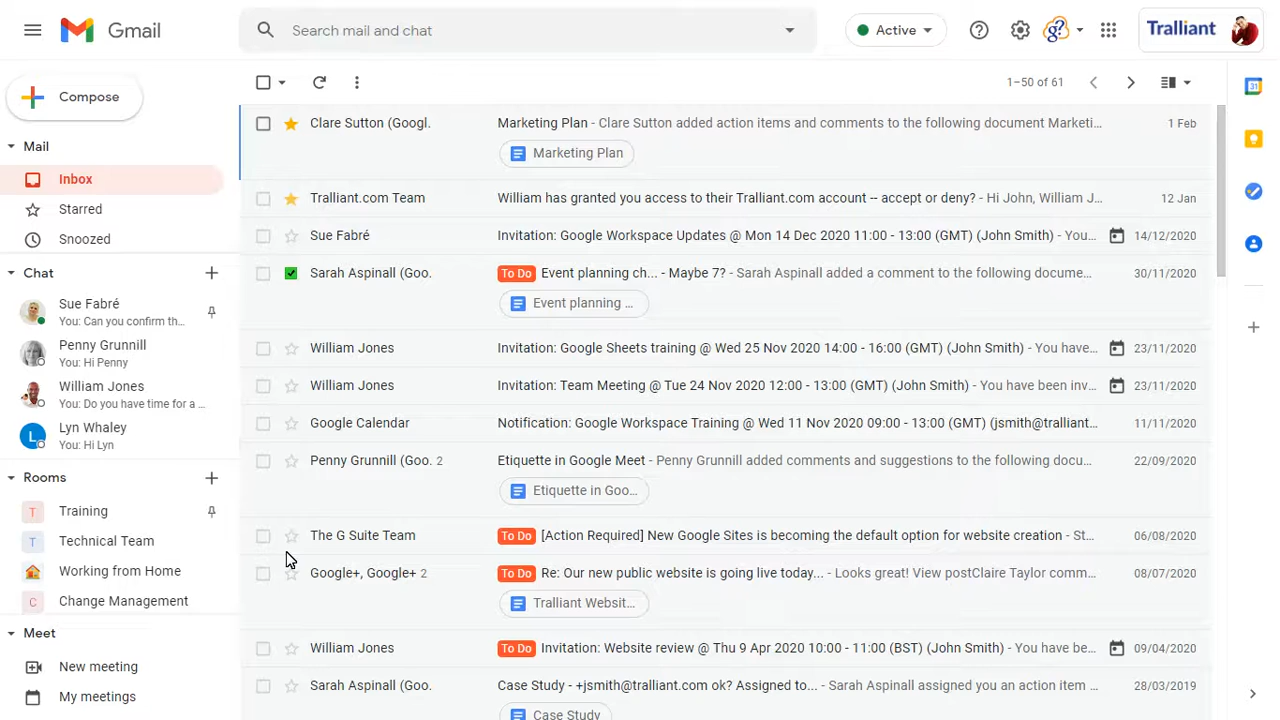 Gmail
Search mail and chat
Active
Tralliant
Compose
1–50 of 61
31
Mail
Inbox
Starred
Snoozed
Chat
Sue Fabré
You: Can you confirm th...
Penny Grunnill
You: Hi Penny
William Jones
You: Do you have time for a ...
L
Lyn Whaley
You: Hi Lyn
Rooms
T Training
T Technical Team
Working from Home
C Change Management
Meet
New meeting
My meetings
Clare Sutton (Googl. Marketing Plan - Clare Sutton added action items and comments to the following document Marketi... 1 Feb
Marketing Plan
Tralliant.com Team William has granted you access to their Tralliant.com account -- accept or deny? - Hi John, William J... 12 Jan
Sue Fabré Invitation: Google Workspace Updates @ Mon 14 Dec 2020 11:00 - 13:00 (GMT) (John Smith) - You... 14/12/2020
Sarah Aspinall (Goo. To Do Event planning ch... - Maybe 7? - Sarah Aspinall added a comment to the following docume... 30/11/2020
Event planning ...
William Jones Invitation: Google Sheets training @ Wed 25 Nov 2020 14:00 - 16:00 (GMT) (John Smith) - You have... 23/11/2020
William Jones Invitation: Team Meeting @ Tue 24 Nov 2020 12:00 - 13:00 (GMT) (John Smith) - You have been inv... 23/11/2020
Google Calendar Notification: Google Workspace Training @ Wed 11 Nov 2020 09:00 - 13:00 (GMT) (jsmith@tralliant... 11/11/2020
Penny Grunnill (Goo. 2 Etiquette in Google Meet - Penny Grunnill added comments and suggestions to the following docu... 22/09/2020
Etiquette in Goo...
The G Suite Team To Do [Action Required] New Google Sites is becoming the default option for website creation - St... 06/08/2020
Google+, Google+ 2 To Do Re: Our new public website is going live today... - Looks great! View postClaire Taylor comm... 08/07/2020
Tralliant Websit...
William Jones To Do Invitation: Website review @ Thu 9 Apr 2020 10:00 - 11:00 (BST) (John Smith) - You have be... 09/04/2020
Sarah Aspinall (Goo. Case Study - +jsmith@tralliant.com ok? Assigned to... - Sarah Aspinall assigned you an action item ... 28/03/2019
Case Study